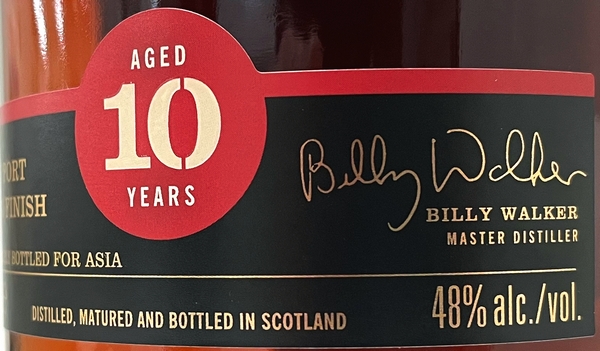 AGED
10
YEARS
FINISH
BOTTLED FOR ASIA
Billy Walker
BILLY WALKER
MASTER DISTILLER
DISTILLED, MATURED AND BOTTLED IN SCOTLAND
48% alc./vol.